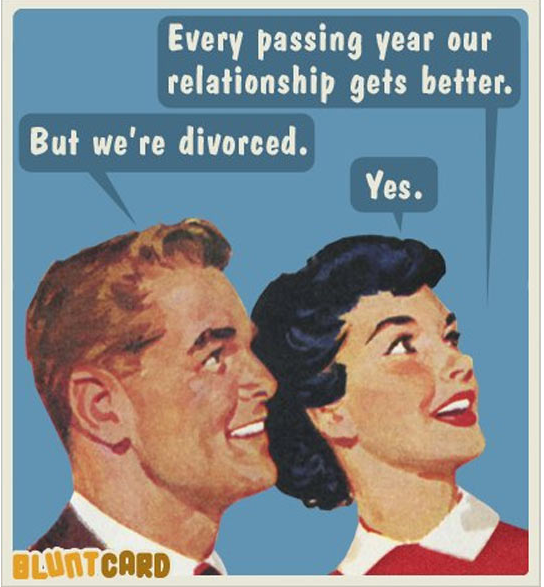 Every passing year our
relationship gets better.
But we're divorced.
Yes.
BLUNTCARD